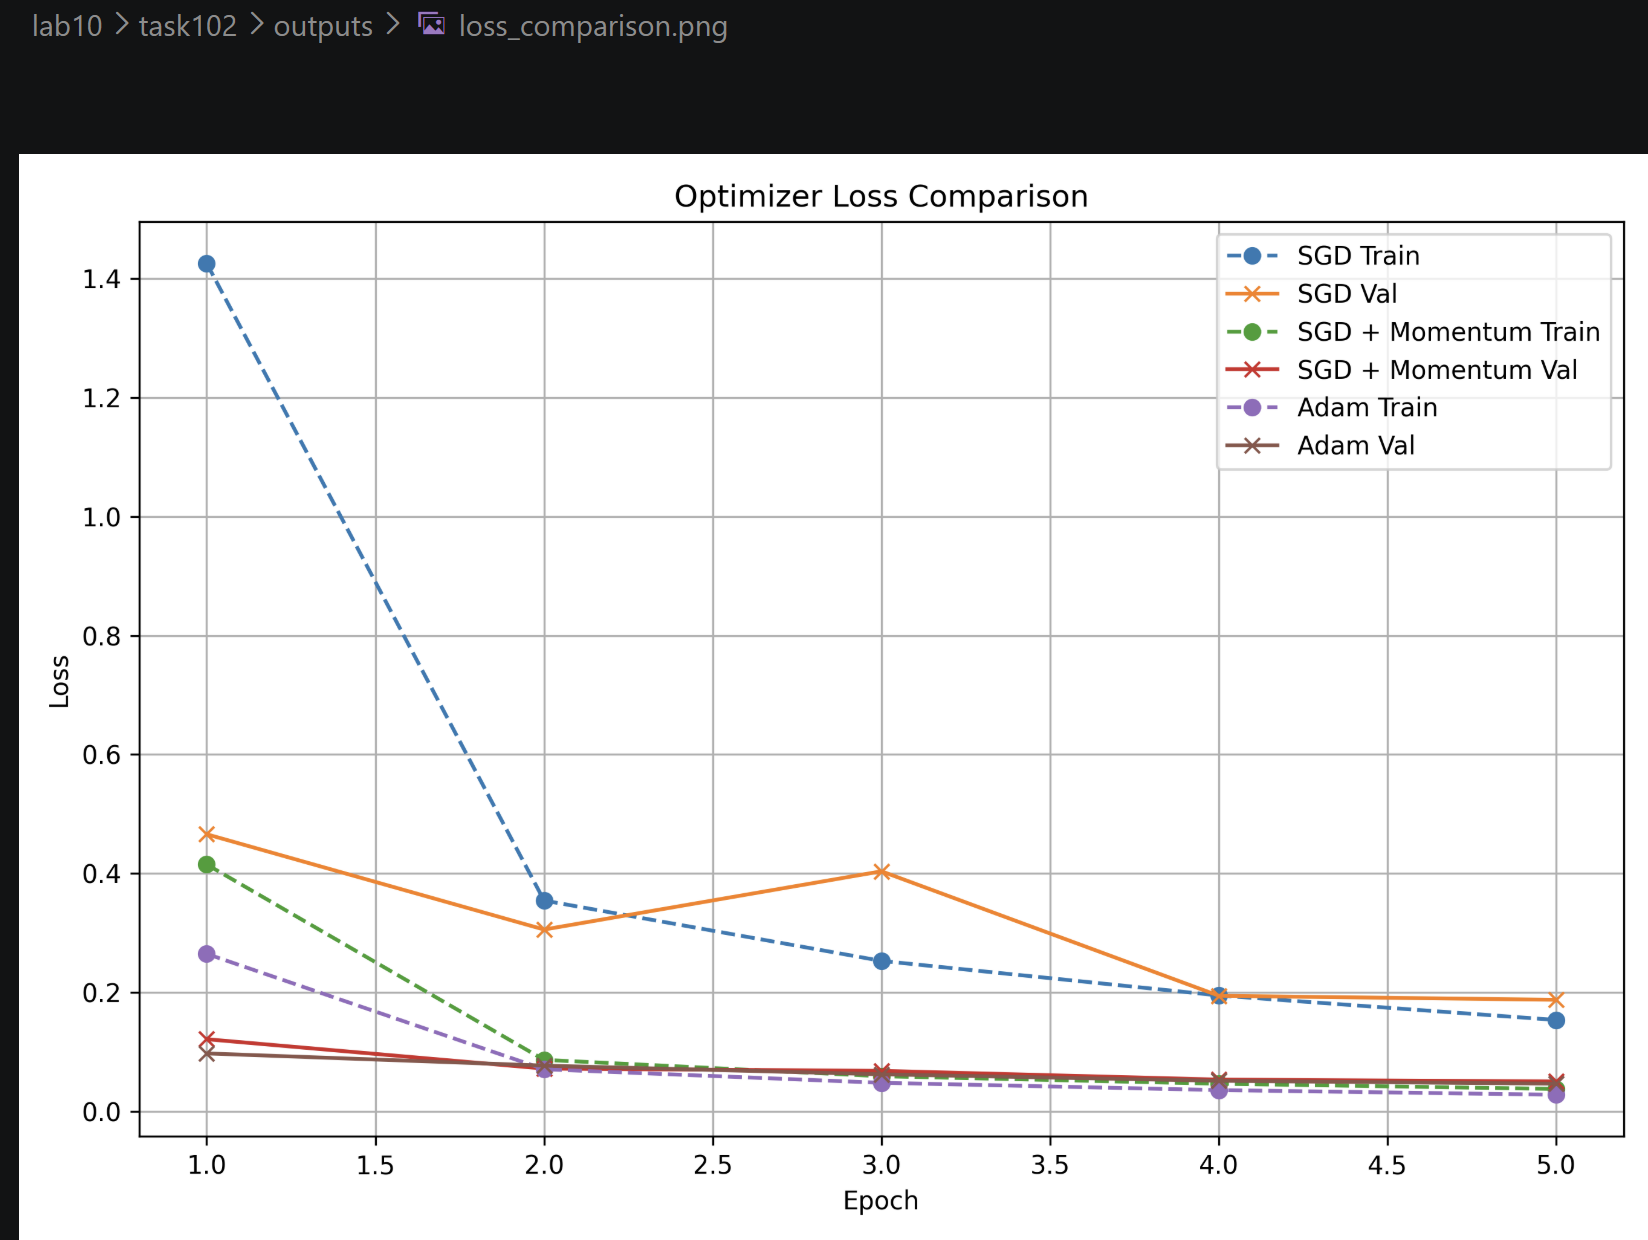 lab10 > task102 > outputs > loss_comparison.png
Optimizer Loss Comparison
SGD Train
SGD Val
SGD + Momentum Train
SGD + Momentum Val
Adam Train
Adam Val
1.4
1.2
1.0
0.8
0.6
0.4
0.2
0.0
Loss
1.0 1.5 2.0 2.5 3.0 3.5 4.0 4.5 5.0
Epoch